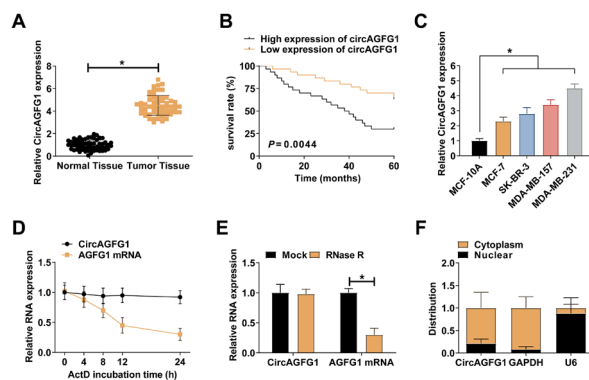 A
Relative CircAGFG1 expression
8
6
4
2
0
*
Normal Tissue Tumor Tissue
B
High expression of circAGFG1
Low expression of circAGFG1
survival rate (%)
100
50
0
P = 0.0044
0 20 40 60
Time (months)
C
Relative CircAGFG1 expression
6
5
4
3
2
1
0
*
MCF-10A
MCF-7
SK-BR-3
MDA-MB-157
MDA-MB-231
D
CircAGFG1
AGFG1 mRNA
Relative RNA expression
1.5
1.0
0.5
0.0
0 4 8 12 24
ActD incubation time (h)
E
Mock RNase R
Relative RNA expression
2.0
1.5
1.0
0.5
0.0
*
CircAGFG1 AGFG1 mRNA
F
Cytoplasm
Nuclear
Distribution
2.0
1.5
1.0
0.5
0.0
CircAGFG1 GAPDH U6